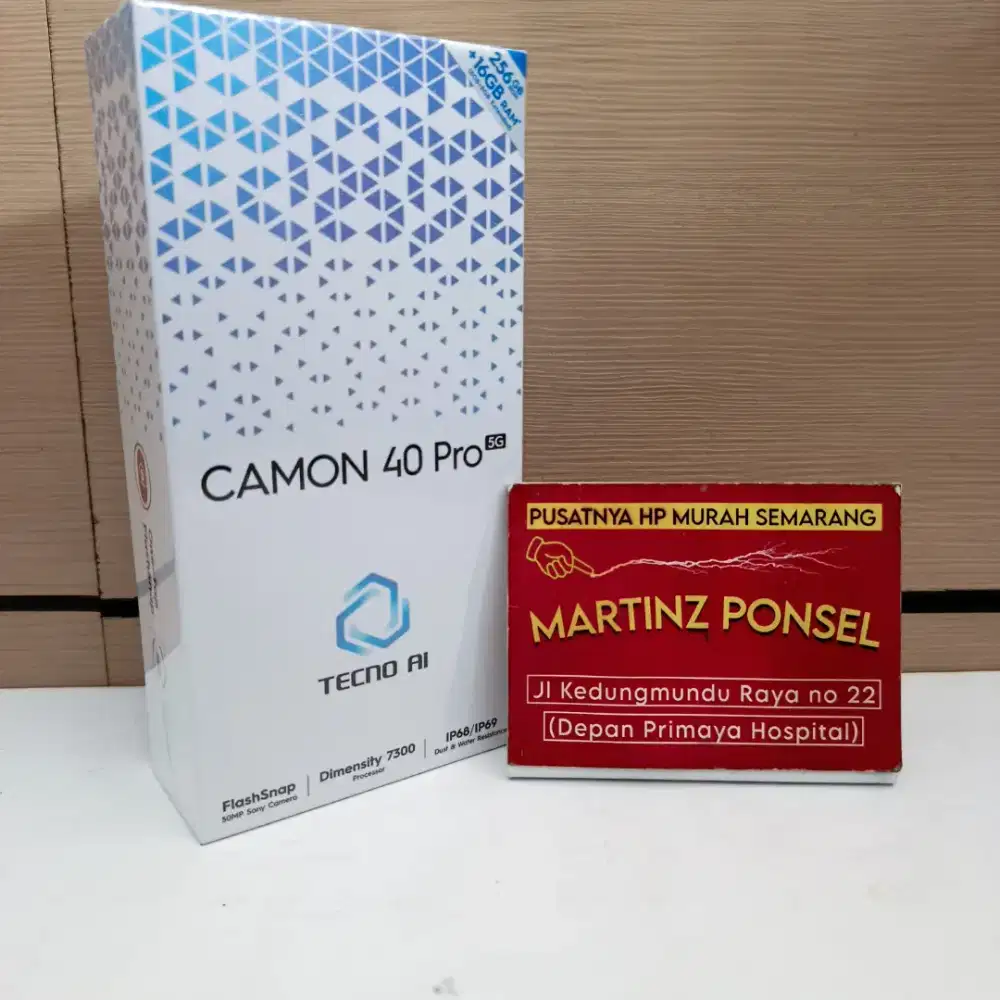 256GB
+16GB RAM*
CAMON 40 Pro 5G
TECNO AI
FlashSnap
50MP Sony Camera
Dimensity 7300
Processor
IP68/IP69
Dust & Water Resistance
PUSATNYA HP MURAH SEMARANG
MARTINZ PONSEL
Jl Kedungmundu Raya no 22
(Depan Primaya Hospital)